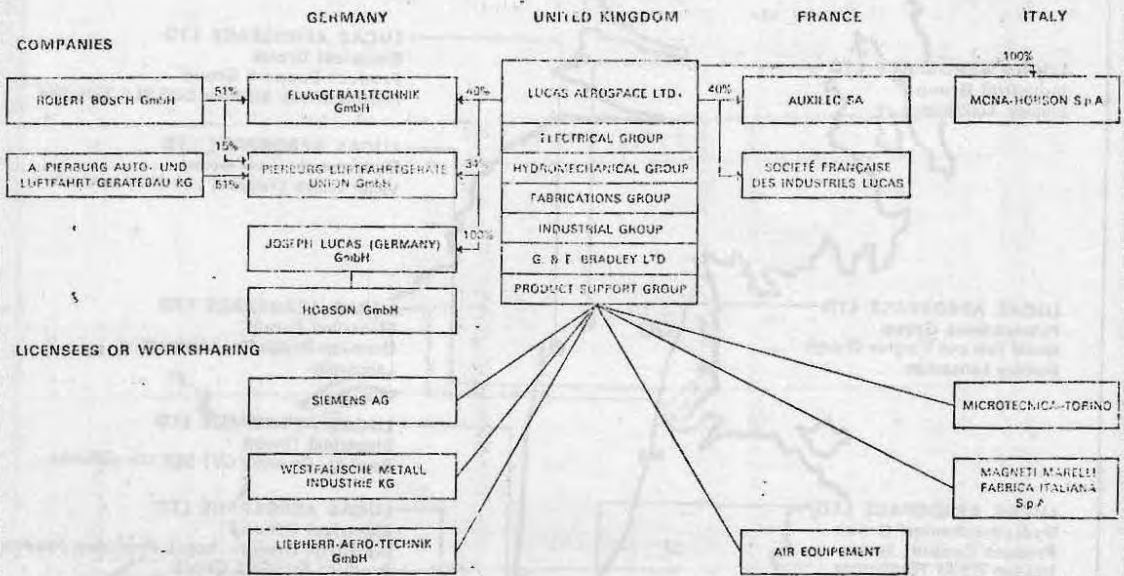 GERMANY
UNITED KINGDOM
FRANCE
ITALY
COMPANIES
ROBERT BOSCH GmbH
51%
FLUGGERÄTETECHNIK
GmbH
40%
LUCAS AEROSPACE LTD.
40%
AUXILEC SA
100%
MCNA-HOBSON S.p.A
ELECTRICAL GROUP
A. PIERBURG AUTO- UND
LUFTFAHRT-GERÄTEBAU KG
15%
51%
PIERBURG LUFTFAHRTGERÄTE
UNION GmbH
34%
HYDROMECHANICAL GROUP
SOCIÉTÉ FRANÇAISE
DES INDUSTRIES LUCAS
FABRICATIONS GROUP
INDUSTRIAL GROUP
100%
JOSEPH LUCAS (GERMANY)
GmbH
G. & E. BRADLEY LTD
PRODUCT SUPPORT GROUP
HOBSON GmbH
LICENSEES OR WORKSHARING
SIEMENS AG
MICROTECNICA-TORINO
WESTFALISCHE METALL
INDUSTRIE KG
MAGNETI MARELLI
FABRICA ITALIANA
S.p.A
LIEBHERR-AERO-TECHNIK
GmbH
AIR EQUIPEMENT
LUCAS AEROSPACE LTD